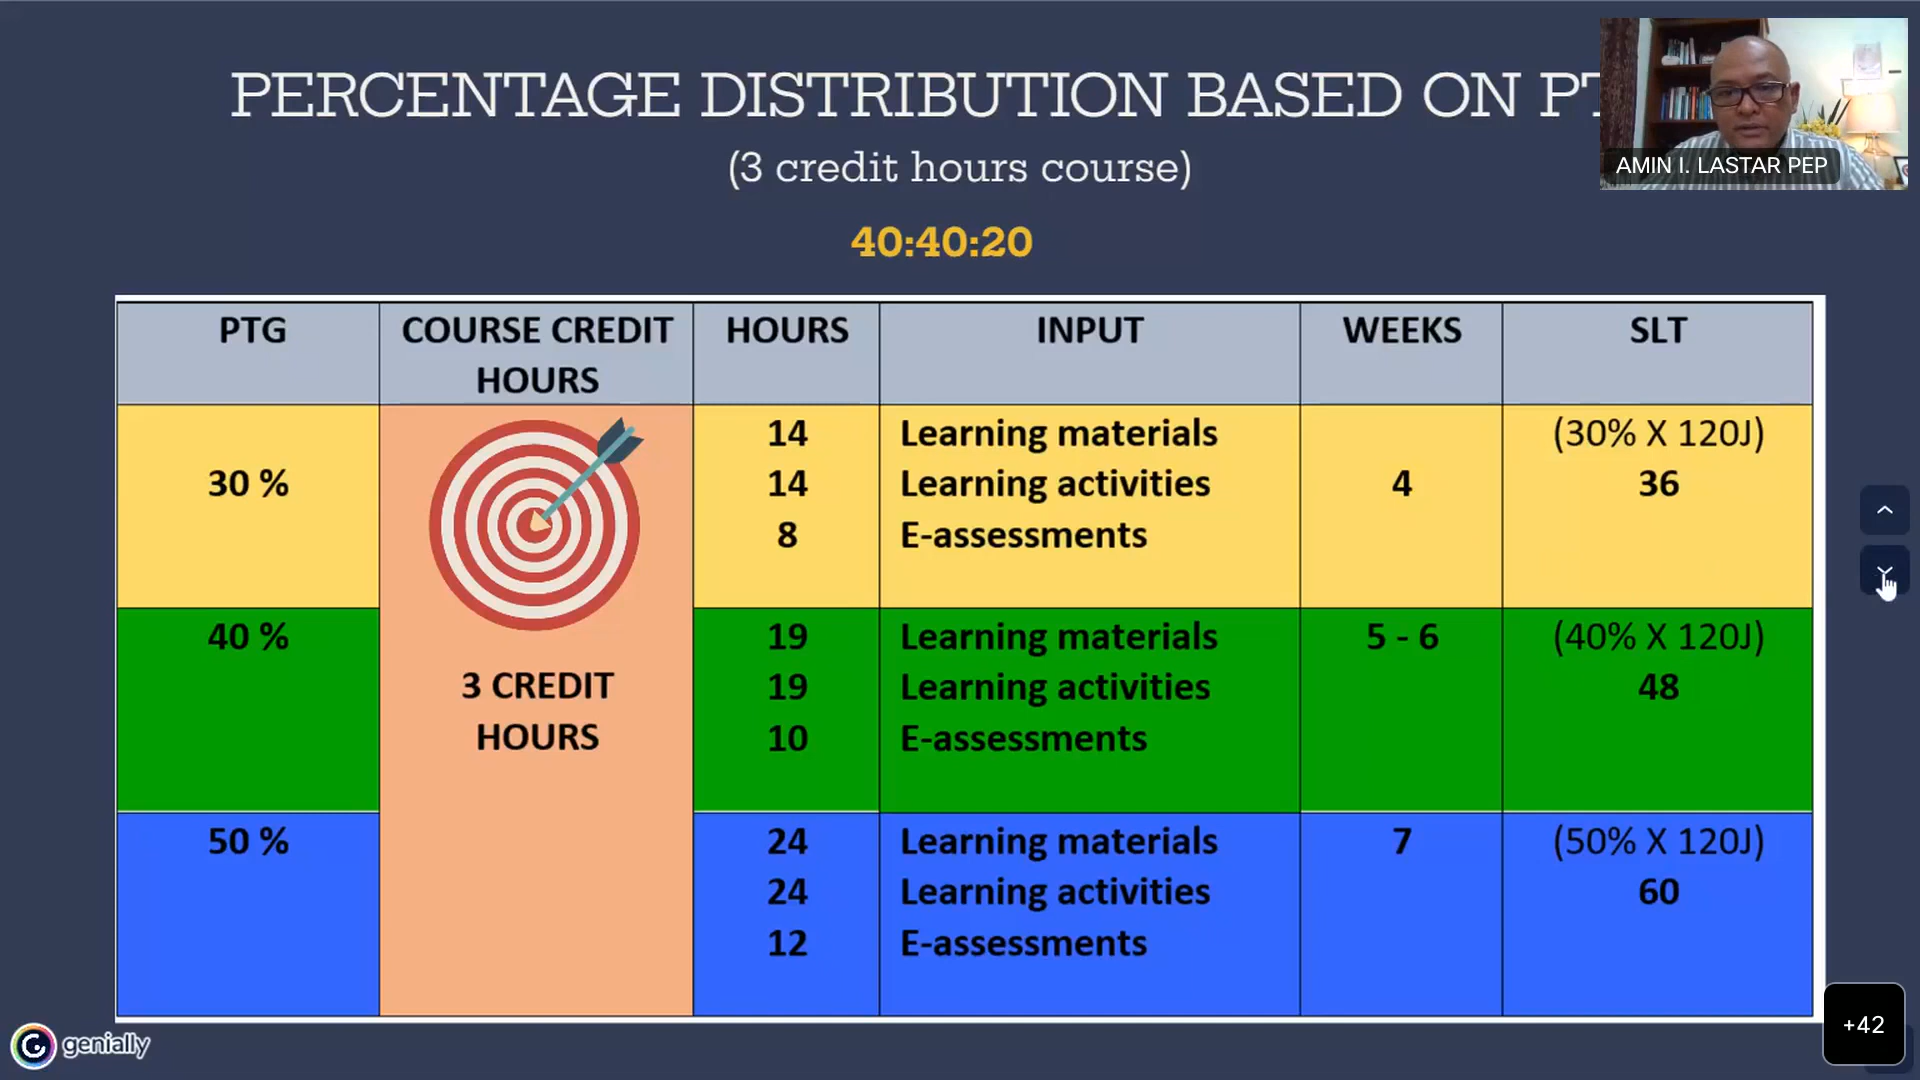 PERCENTAGE DISTRIBUTION BASED ON
(3 credit hours course)
40:40:20
AMIN I. LASTAR PEP
PTG
COURSE CREDIT
HOURS
HOURS
INPUT
WEEKS
SLT
30 %
14
14
8
Learning materials
Learning activities
E-assessments
4
(30% X 120J)
36
40 %
3 CREDIT
HOURS
19
19
10
Learning materials
Learning activities
E-assessments
5 - 6
(40% X 120J)
48
50 %
24
24
12
Learning materials
Learning activities
E-assessments
7
(50% X 120J)
60
genially
+42